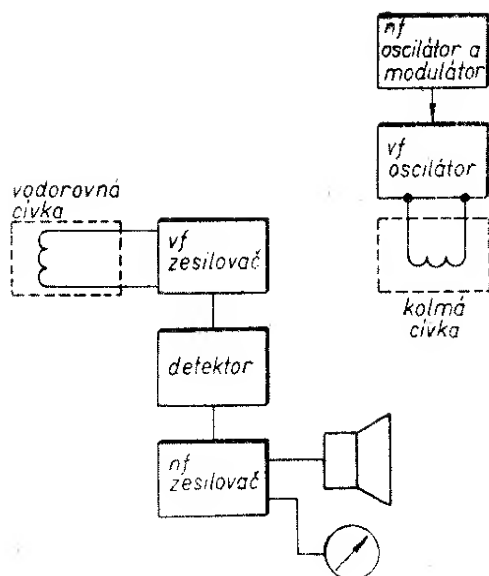 nf
oscilátor a
modulátor
vf
oscilátor
kolmá
cívka
vodorovná
cívka
vf
zesilovač
detektor
nf
zesilovač